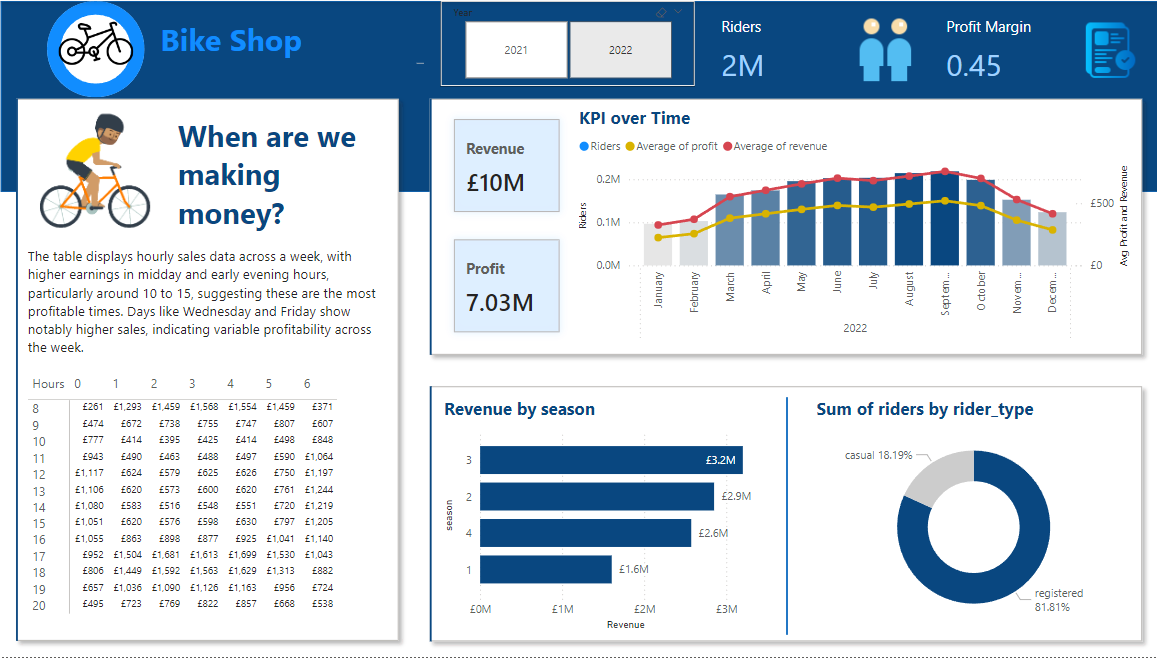 Bike Shop
Year
2021
2022
Riders
2M
Profit Margin
0.45
When are we
making
money?
The table displays hourly sales data across a week, with
higher earnings in midday and early evening hours,
particularly around 10 to 15, suggesting these are the most
profitable times. Days like Wednesday and Friday show
notably higher sales, indicating variable profitability across
the week.
Hours 0 1 2 3 4 5 6
8 £261 £1,293 £1,459 £1,568 £1,554 £1,459 £371
9 £474 £672 £738 £755 £747 £807 £607
10 £777 £414 £395 £425 £414 £498 £848
11 £943 £490 £463 £488 £497 £590 £1,064
12 £1,117 £624 £579 £625 £626 £750 £1,197
13 £1,106 £620 £573 £600 £620 £761 £1,244
14 £1,080 £583 £516 £548 £551 £720 £1,219
15 £1,051 £620 £576 £598 £630 £797 £1,205
16 £1,055 £863 £898 £877 £925 £1,041 £1,140
17 £952 £1,504 £1,681 £1,613 £1,699 £1,530 £1,043
18 £806 £1,449 £1,592 £1,563 £1,629 £1,313 £882
19 £657 £1,036 £1,090 £1,126 £1,163 £956 £724
20 £495 £723 £769 £822 £857 £668 £538
Revenue
£10M
Profit
7.03M
KPI over Time
Riders Average of profit Average of revenue
Riders
0.2M
0.1M
0.0M
£500
£0
Avg Profit and Revenue
January
February
March
April
May
June
July
August
Septem...
October
Novem...
Decem...
2022
Revenue by season
season
3 £3.2M
2 £2.9M
4 £2.6M
1 £1.6M
£0M £1M £2M £3M
Revenue
Sum of riders by rider_type
casual 18.19%
registered
81.81%